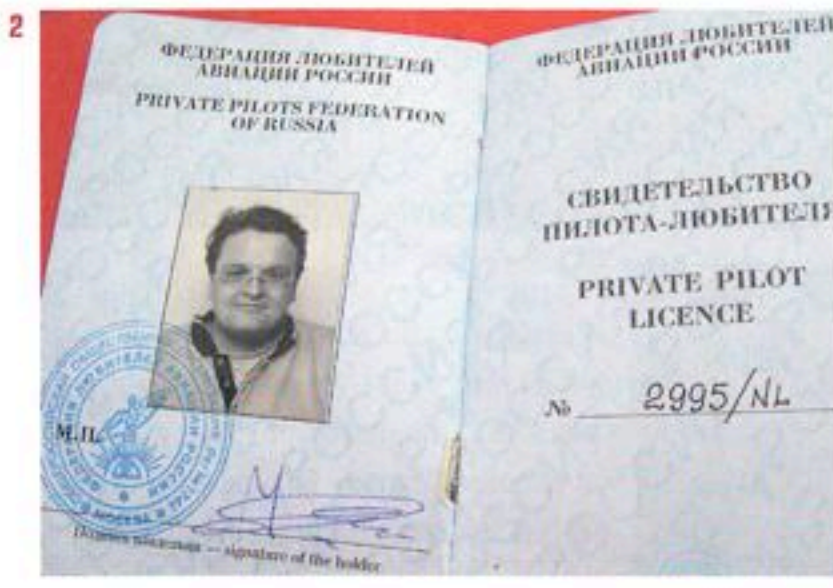 2
ФЕДЕРАЦИЯ ЛЮБИТЕЛЕЙ
АВИАЦИИ РОССИИ
PRIVATE PILOTS FEDERATION
OF RUSSIA
М.П.
signature of the holder
ФЕДЕРАЦИЯ ЛЮБИТЕЛЕЙ
АВИАЦИИ РОССИИ
СВИДЕТЕЛЬСТВО
ПИЛОТА-ЛЮБИТЕЛЯ
PRIVATE PILOT
LICENCE
№ 2995/NL